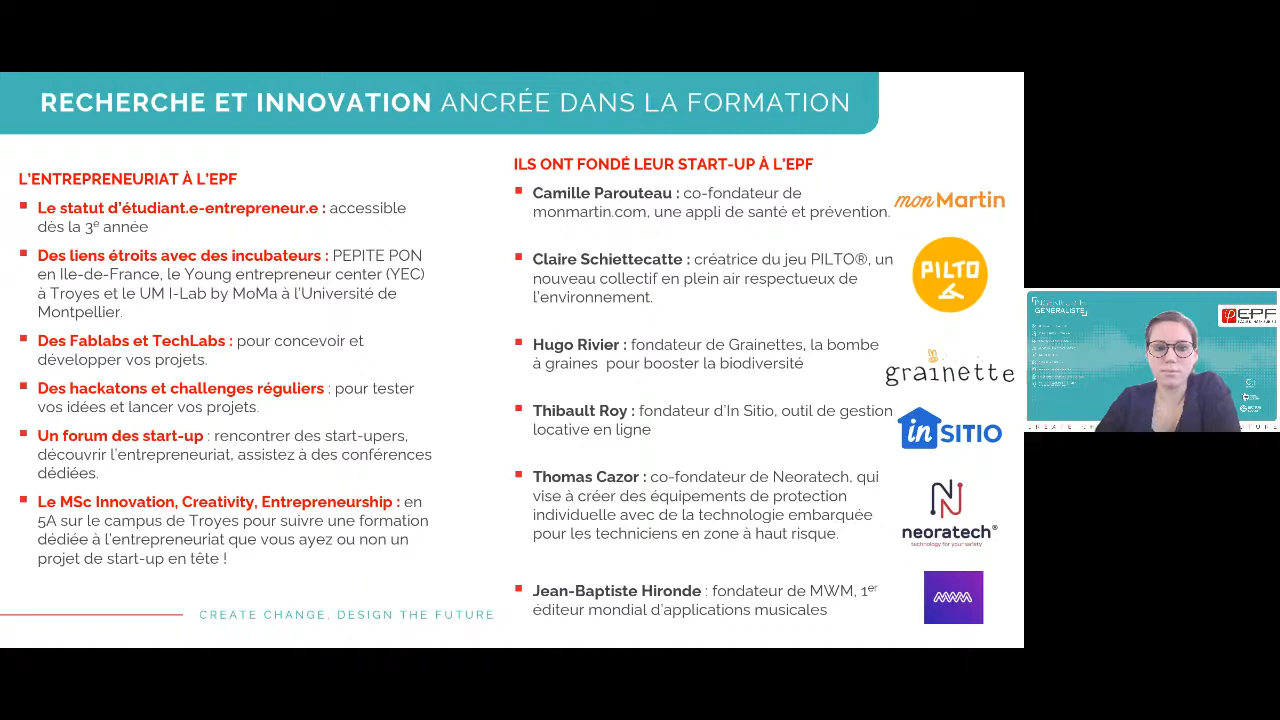 RECHERCHE ET INNOVATION ANCRÉE DANS LA FORMATION
L'ENTREPRENEURIAT À L'EPF
Le statut d'étudiant.e-entrepreneur.e : accessible
dès la 3e année
Des liens étroits avec des incubateurs : PEPITE PON
en Ile-de-France, le Young entrepreneur center (YEC)
à Troyes et le UM I-Lab by MoMa à l'Université de
Montpellier.
Des Fablabs et TechLabs : pour concevoir et
développer vos projets.
Des hackatons et challenges réguliers : pour tester
vos idées et lancer vos projets.
Un forum des start-up : rencontrer des start-upers,
découvrir l'entrepreneuriat, assistez à des conférences
dédiées.
Le MSc Innovation, Creativity, Entrepreneurship : en
5A sur le campus de Troyes pour suivre une formation
dédiée à l'entrepreneuriat que vous ayez ou non un
projet de start-up en tête !
CREATE CHANGE, DESIGN THE FUTURE
ILS ONT FONDÉ LEUR START-UP À L'EPF
Camille Parouteau : co-fondateur de
monmartin.com, une appli de santé et prévention.
mon Martin
Claire Schiettecatte : créatrice du jeu PILTO®, un
nouveau collectif en plein air respectueux de
l'environnement.
PILTO
Hugo Rivier : fondateur de Grainettes, la bombe
à graines pour booster la biodiversité
grainette
Thibault Roy : fondateur d'In Sitio, outil de gestion
locative en ligne
in SITIO
Thomas Cazor : co-fondateur de Neoratech, qui
vise à créer des équipements de protection
individuelle avec de la technologie embarquée
pour les techniciens en zone à haut risque.
neoratech®
technology for your safety
Jean-Baptiste Hironde : fondateur de MWM, 1er
éditeur mondial d'applications musicales
MWM
GÉNÉRALISTE
EPF